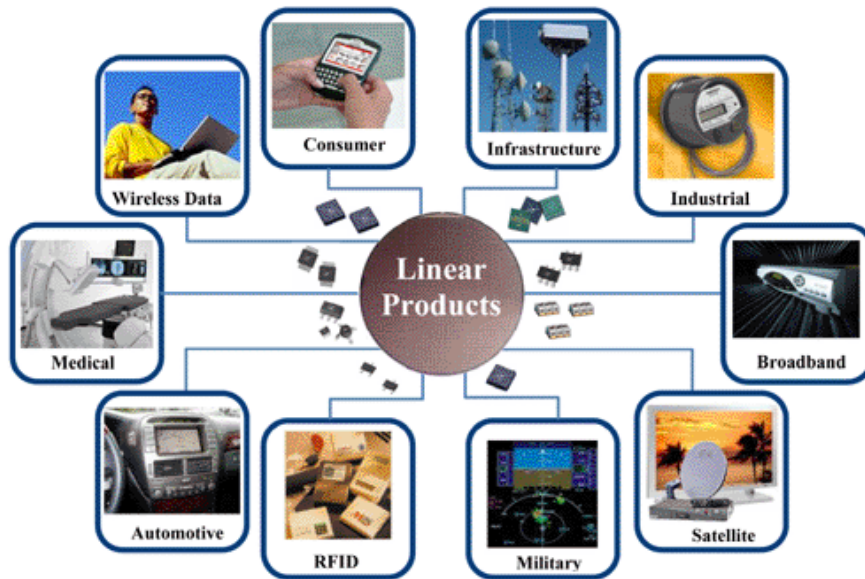 Consumer
Infrastructure
Wireless Data
Industrial
Linear
Products
Medical
Broadband
Automotive
RFID
Military
Satellite